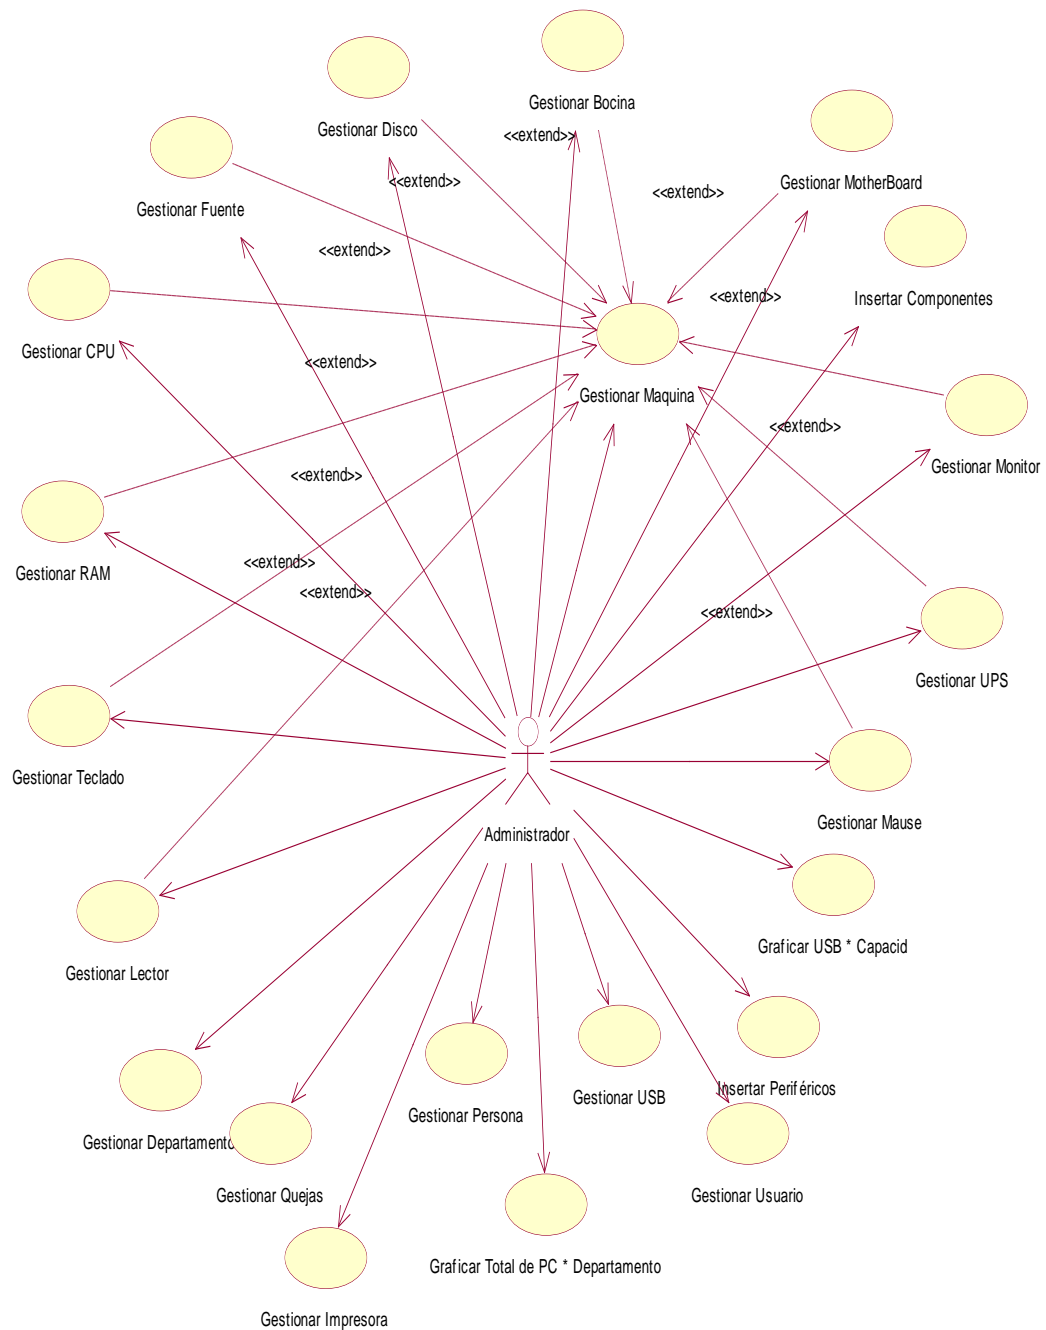 Gestionar Bocina
Gestionar Disco
<<extend>>
Gestionar MotherBoard
<<extend>>
<<extend>>
Gestionar Fuente
<<extend>>
<<extend>>
Insertar Componentes
Gestionar CPU
<<extend>>
Gestionar Maquina
<<extend>>
Gestionar Monitor
<<extend>>
Gestionar RAM
<<extend>>
<<extend>>
<<extend>>
Gestionar UPS
Gestionar Teclado
Gestionar Mause
Administrador
Graficar USB * Capacid
Gestionar Lector
Insertar Periféricos
Gestionar USB
Gestionar Persona
Gestionar Departamento
Gestionar Quejas
Gestionar Usuario
Graficar Total de PC * Departamento
Gestionar Impresora